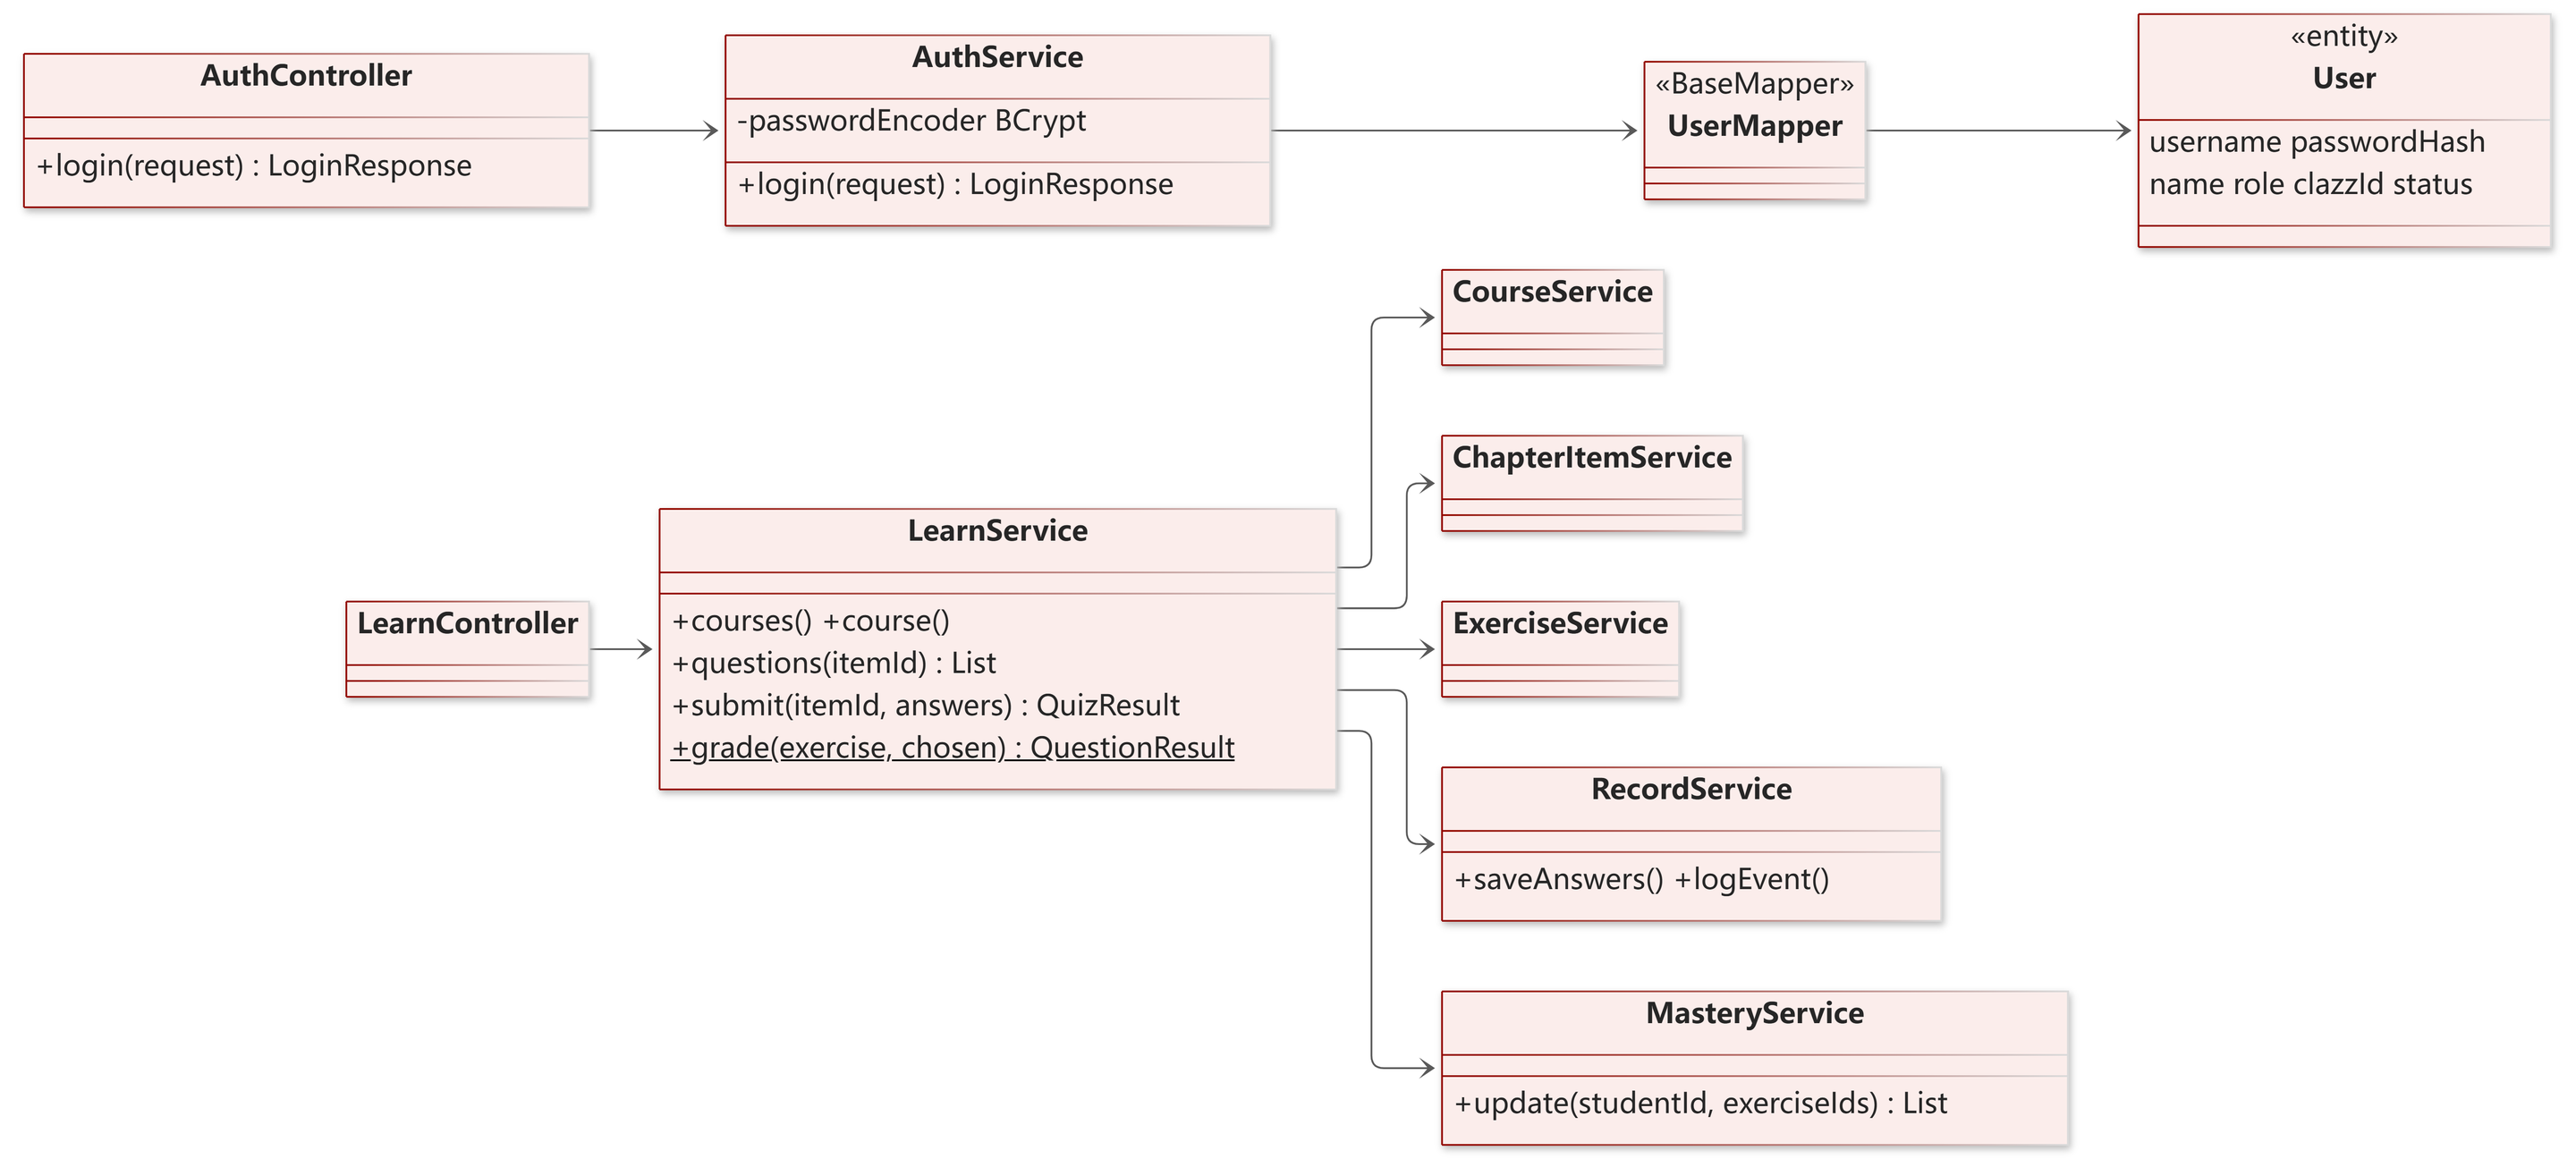 AuthController
+login(request) : LoginResponse
AuthService
-passwordEncoder BCrypt
+login(request) : LoginResponse
«BaseMapper»
UserMapper
«entity»
User
username passwordHash
name role clazzId status
CourseService
ChapterItemService
LearnController
LearnService
+courses() +course()
+questions(itemId) : List
+submit(itemId, answers) : QuizResult
+grade(exercise, chosen) : QuestionResult
ExerciseService
RecordService
+saveAnswers() +logEvent()
MasteryService
+update(studentId, exerciseIds) : List